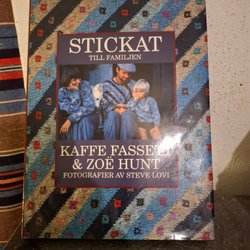 STICKAT
TILL FAMILJEN
KAFFE FASSETT
& ZOË HUNT
FOTOGRAFIER AV STEVE LOVI